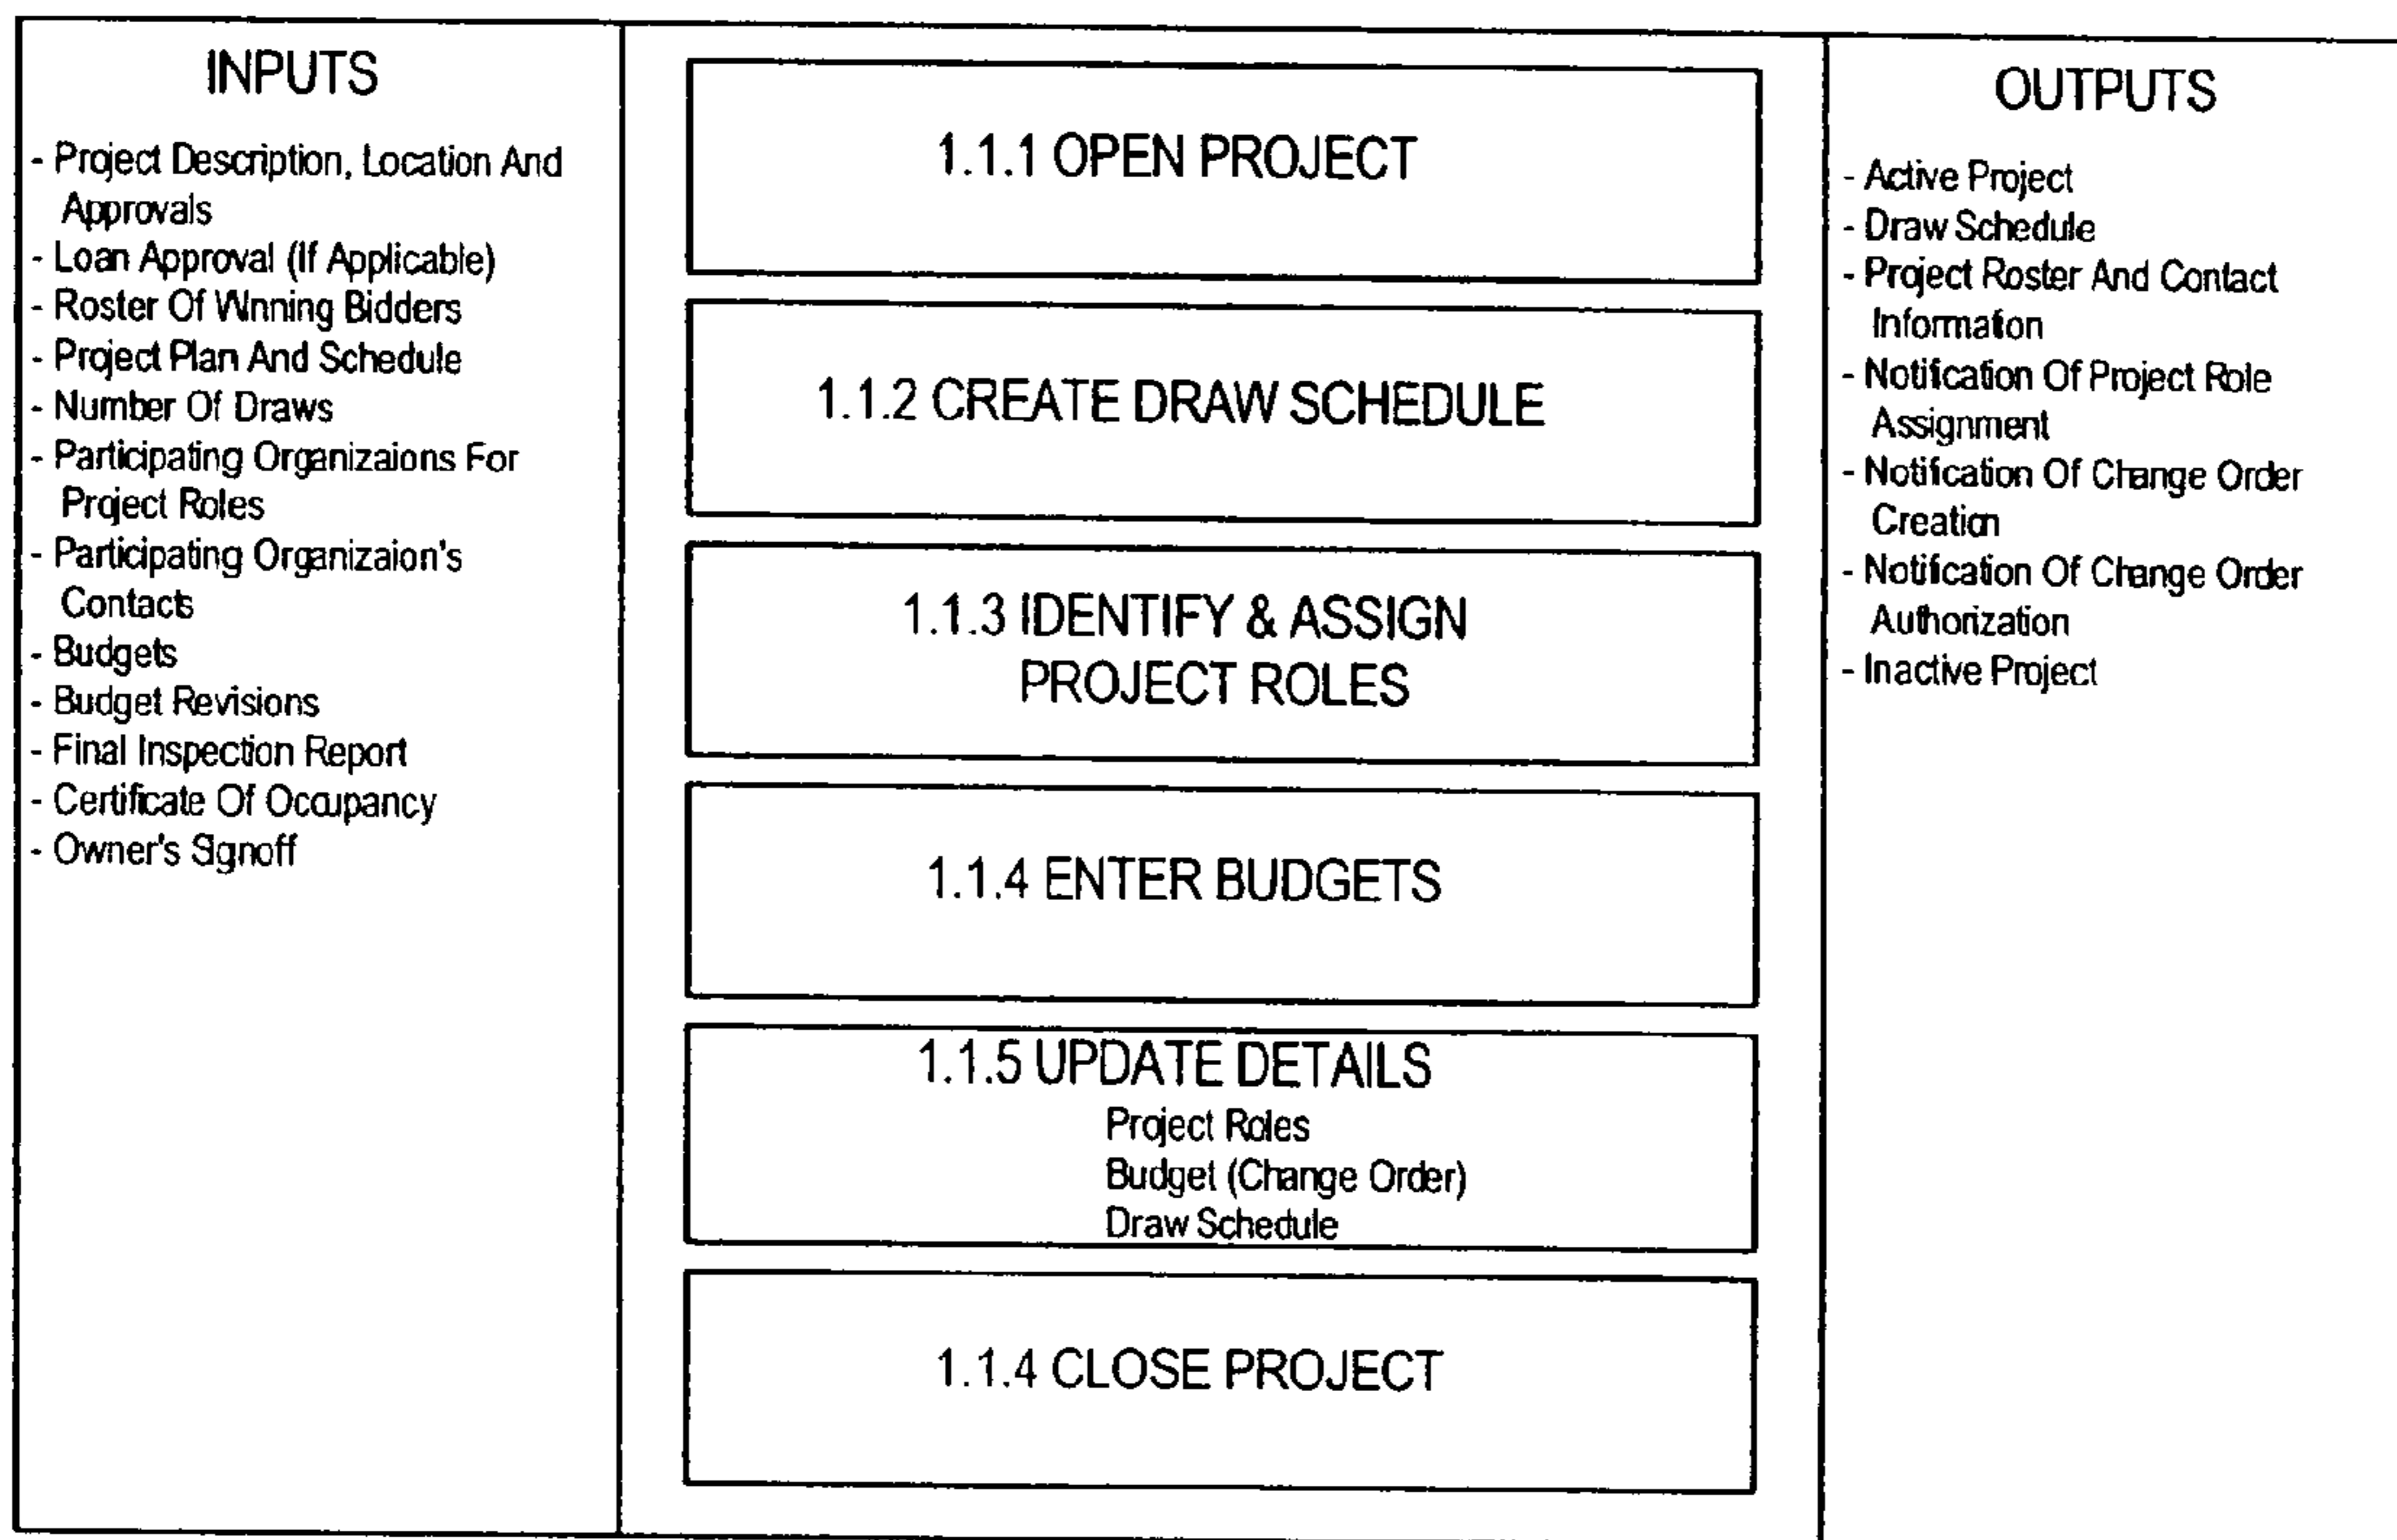 INPUTS
- Project Description, Location And
Approvals
- Loan Approval (If Applicable)
- Roster Of Winning Bidders
- Project Plan And Schedule
- Number Of Draws
- Participating Organizaions For
Project Roles
- Participating Organizaion's
Contacts
- Budgets
- Budget Revisions
- Final Inspection Report
- Certificate Of Occupancy
- Owner's Signoff
1.1.1 OPEN PROJECT
1.1.2 CREATE DRAW SCHEDULE
1.1.3 IDENTIFY & ASSIGN
PROJECT ROLES
1.1.4 ENTER BUDGETS
1.1.5 UPDATE DETAILS
Project Roles
Budget (Change Order)
Draw Schedule
1.1.4 CLOSE PROJECT
OUTPUTS
- Active Project
- Draw Schedule
- Project Roster And Contact
Information
- Notification Of Project Role
Assignment
- Notification Of Change Order
Creation
- Notification Of Change Order
Authorization
- Inactive Project